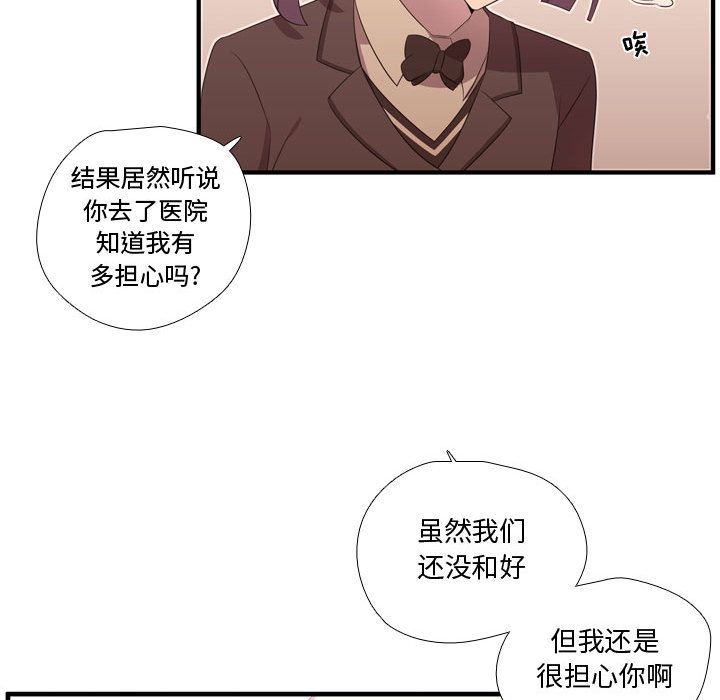 唉
结果居然听说
你去了医院
知道我有
多担心吗?
虽然我们
还没和好
但我还是
很担心你啊